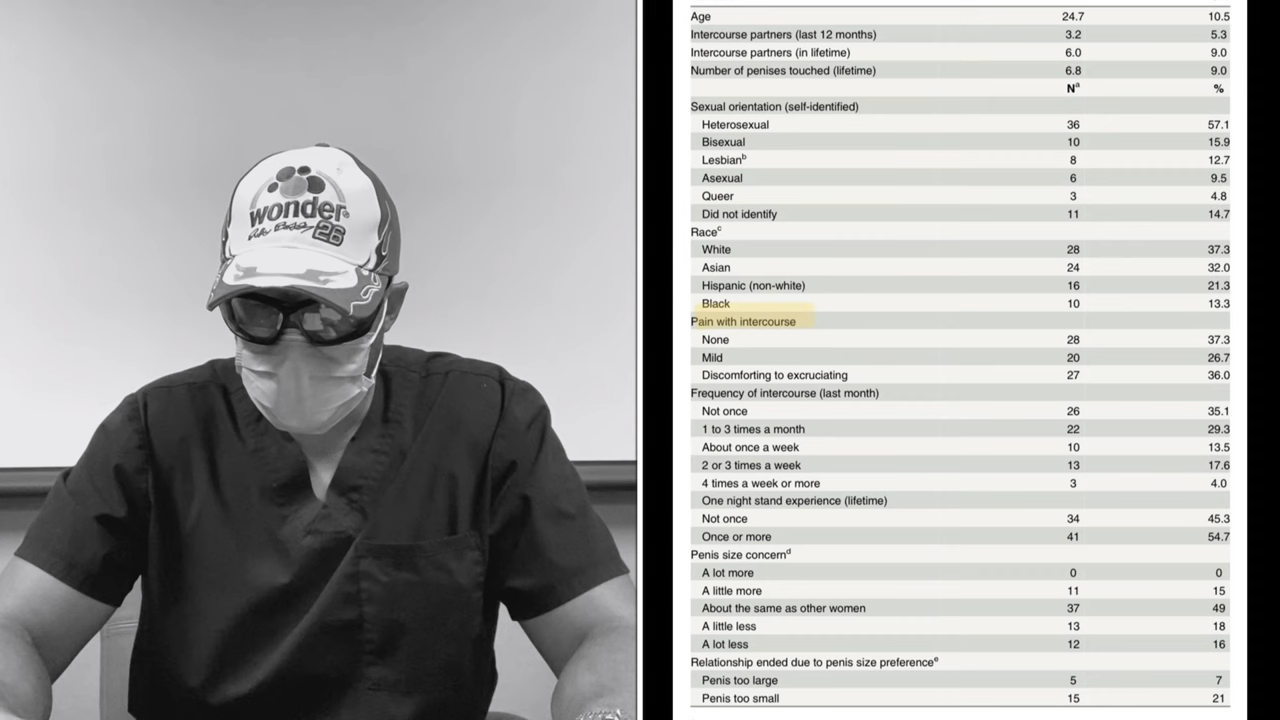 wonder®
26
Age 24.7 10.5
Intercourse partners (last 12 months) 3.2 5.3
Intercourse partners (in lifetime) 6.0 9.0
Number of penises touched (lifetime) 6.8 9.0
Nª %
Sexual orientation (self-identified)
Heterosexual 36 57.1
Bisexual 10 15.9
Lesbianᵇ 8 12.7
Asexual 6 9.5
Queer 3 4.8
Did not identify 11 14.7
Raceᶜ
White 28 37.3
Asian 24 32.0
Hispanic (non-white) 16 21.3
Black 10 13.3
Pain with intercourse
None 28 37.3
Mild 20 26.7
Discomforting to excruciating 27 36.0
Frequency of intercourse (last month)
Not once 26 35.1
1 to 3 times a month 22 29.3
About once a week 10 13.5
2 or 3 times a week 13 17.6
4 times a week or more 3 4.0
One night stand experience (lifetime)
Not once 34 45.3
Once or more 41 54.7
Penis size concernᵈ
A lot more 0 0
A little more 11 15
About the same as other women 37 49
A little less 13 18
A lot less 12 16
Relationship ended due to penis size preferenceᵉ
Penis too large 5 7
Penis too small 15 21